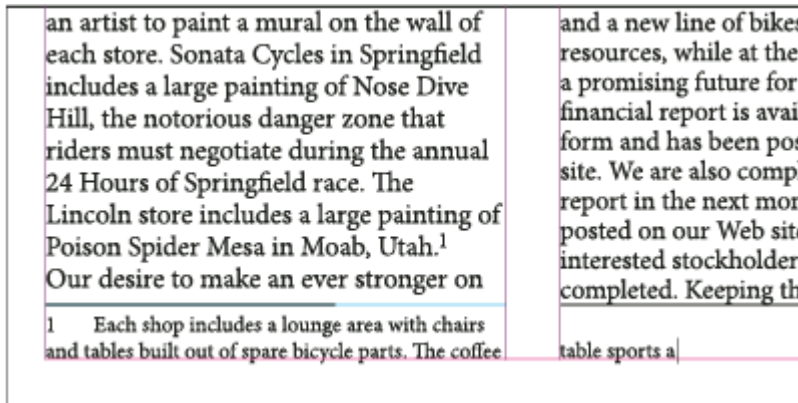 an artist to paint a mural on the wall of
each store. Sonata Cycles in Springfield
includes a large painting of Nose Dive
Hill, the notorious danger zone that
riders must negotiate during the annual
24 Hours of Springfield race. The
Lincoln store includes a large painting of
Poison Spider Mesa in Moab, Utah.1
Our desire to make an ever stronger on
1 Each shop includes a lounge area with chairs
and tables built out of spare bicycle parts. The coffee
and a new line of bikes
resources, while at the
a promising future for
financial report is
form and has been
site. We are also
report in the next
posted on our Web
interested
completed. Keeping
table sports a